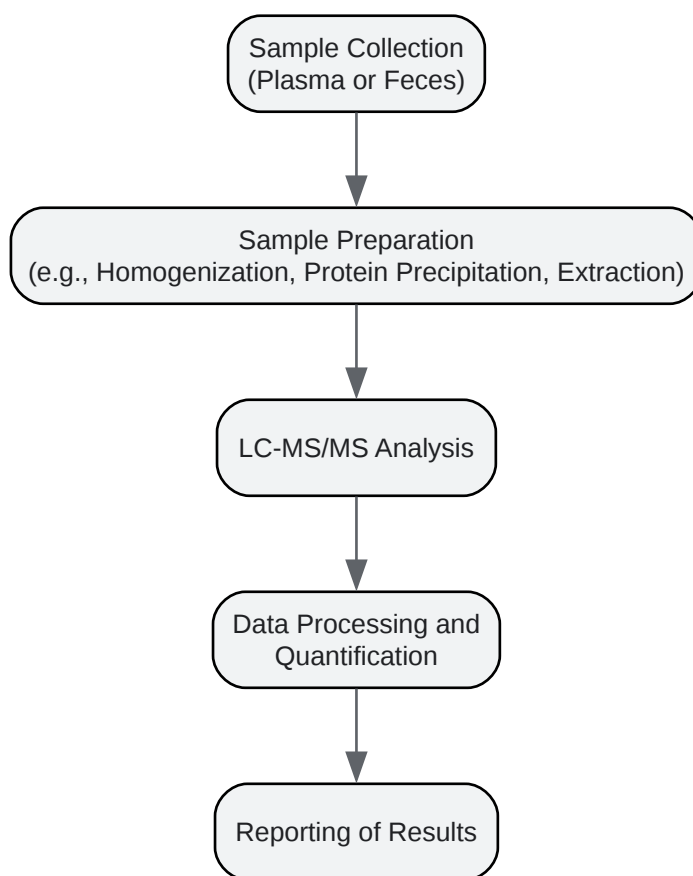 Sample Collection
(Plasma or Feces)
Sample Preparation
(e.g., Homogenization, Protein Precipitation, Extraction)
LC-MS/MS Analysis
Data Processing and
Quantification
Reporting of Results